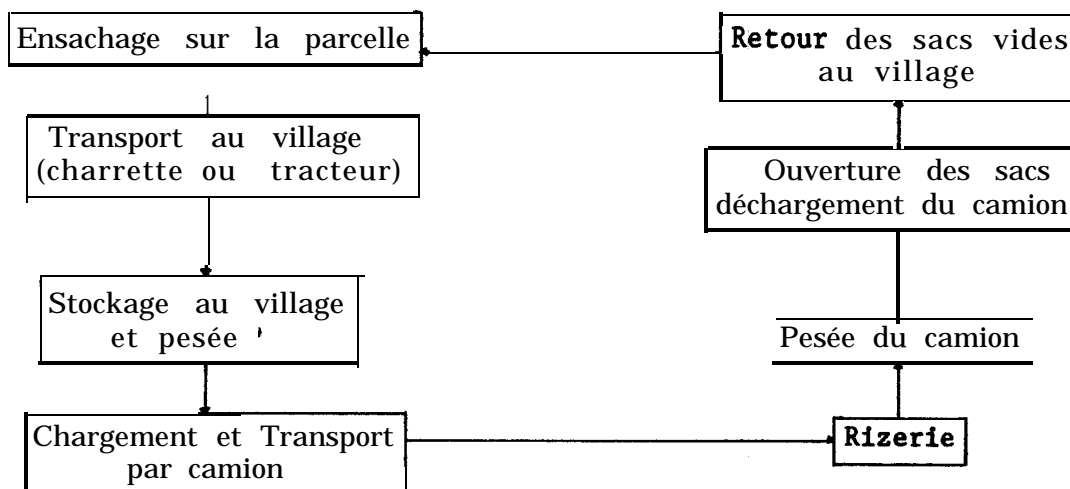 Ensachage sur la parcelle
Retour des sacs vides
au village
Transport au village
(charrette ou tracteur)
Ouverture des sacs
déchargement du camion
Stockage au village
et pesée
Pesée du camion
Chargement et Transport
par camion
Rizerie